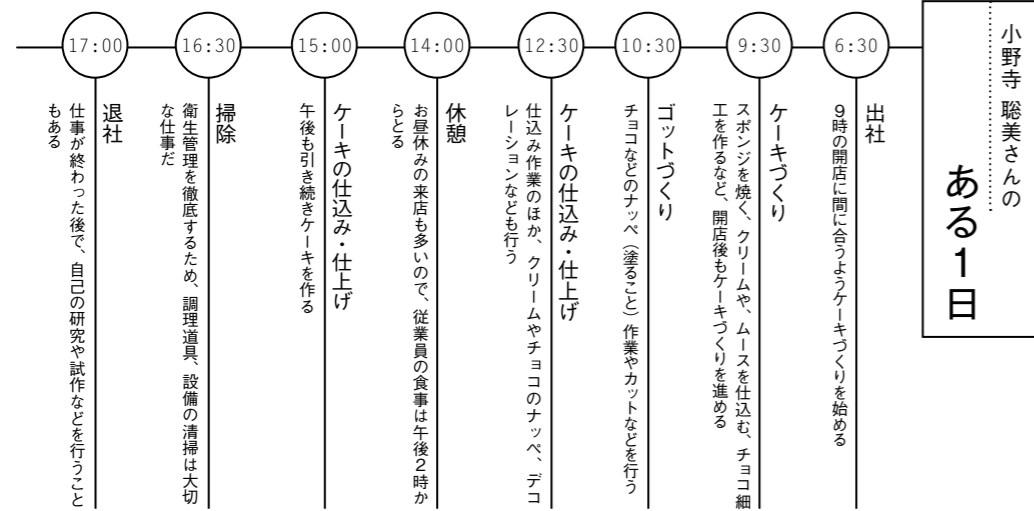 小野寺 聡美さんの
ある1日
6:30
出社
9時の開店に間に合うようケーキづくりを始める
9:30
ケーキづくり
スポンジを焼く、クリームや、ムースを仕込む、チョコ細
工を作るなど、開店後もケーキづくりを進める
10:30
ゴットづくり
チョコなどのナッペ（塗ること）作業やカットなどを行う
12:30
ケーキの仕込み・仕上げ
仕込み作業のほか、クリームやチョコのナッペ、デコ
レーションなども行う
14:00
休憩
お昼休みの来店も多いので、従業員の食事は午後2時か
らとる
15:00
ケーキの仕込み・仕上げ
午後も引き続きケーキを作る
16:30
掃除
衛生管理を徹底するため、調理道具、設備の清掃は大切
な仕事だ
17:00
退社
仕事が終わった後で、自己の研究や試作などを行うこと
もある